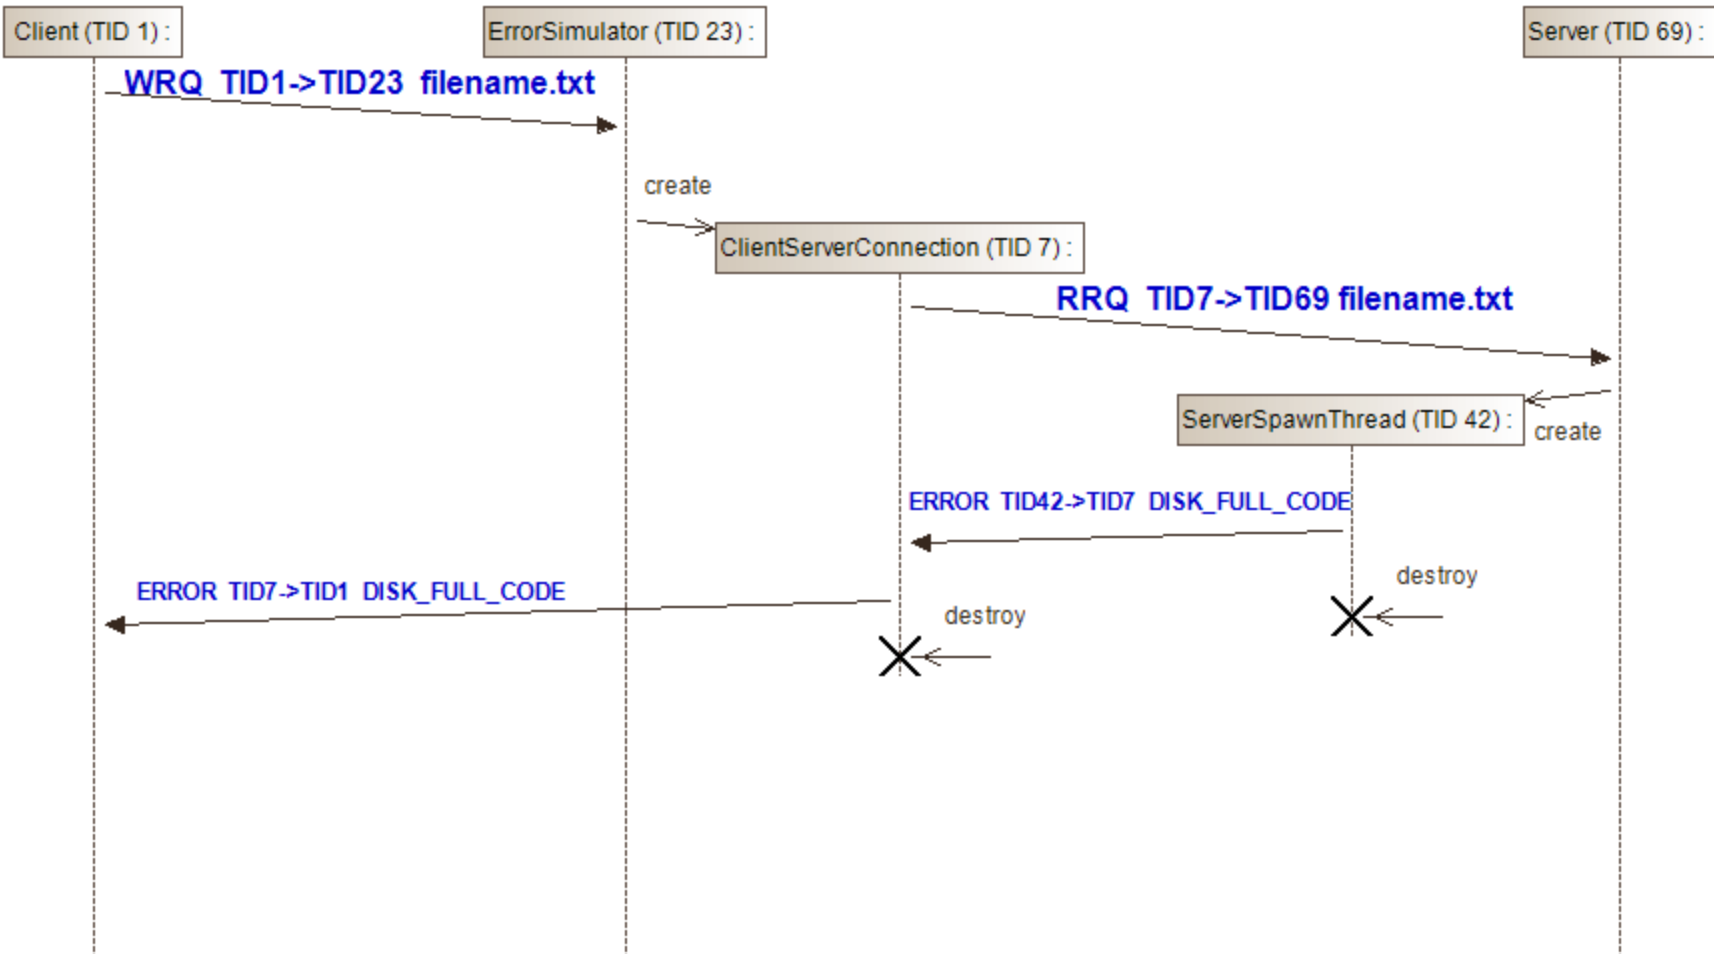 Client (TID 1) :
ErrorSimulator (TID 23) :
Server (TID 69) :
WRQ TID1->TID23 filename.txt
create
ClientServerConnection (TID 7) :
RRQ TID7->TID69 filename.txt
ServerSpawnThread (TID 42) :
create
ERROR TID42->TID7 DISK_FULL_CODE
destroy
ERROR TID7->TID1 DISK_FULL_CODE
destroy